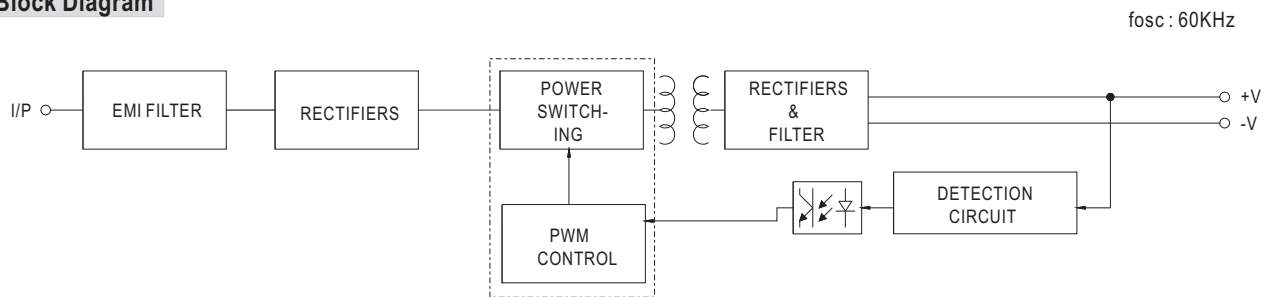 Block Diagram
fosc : 60KHz
I/P
EMI FILTER
RECTIFIERS
POWER
SWITCH-
ING
RECTIFIERS
&
FILTER
+V
-V
PWM
CONTROL
DETECTION
CIRCUIT